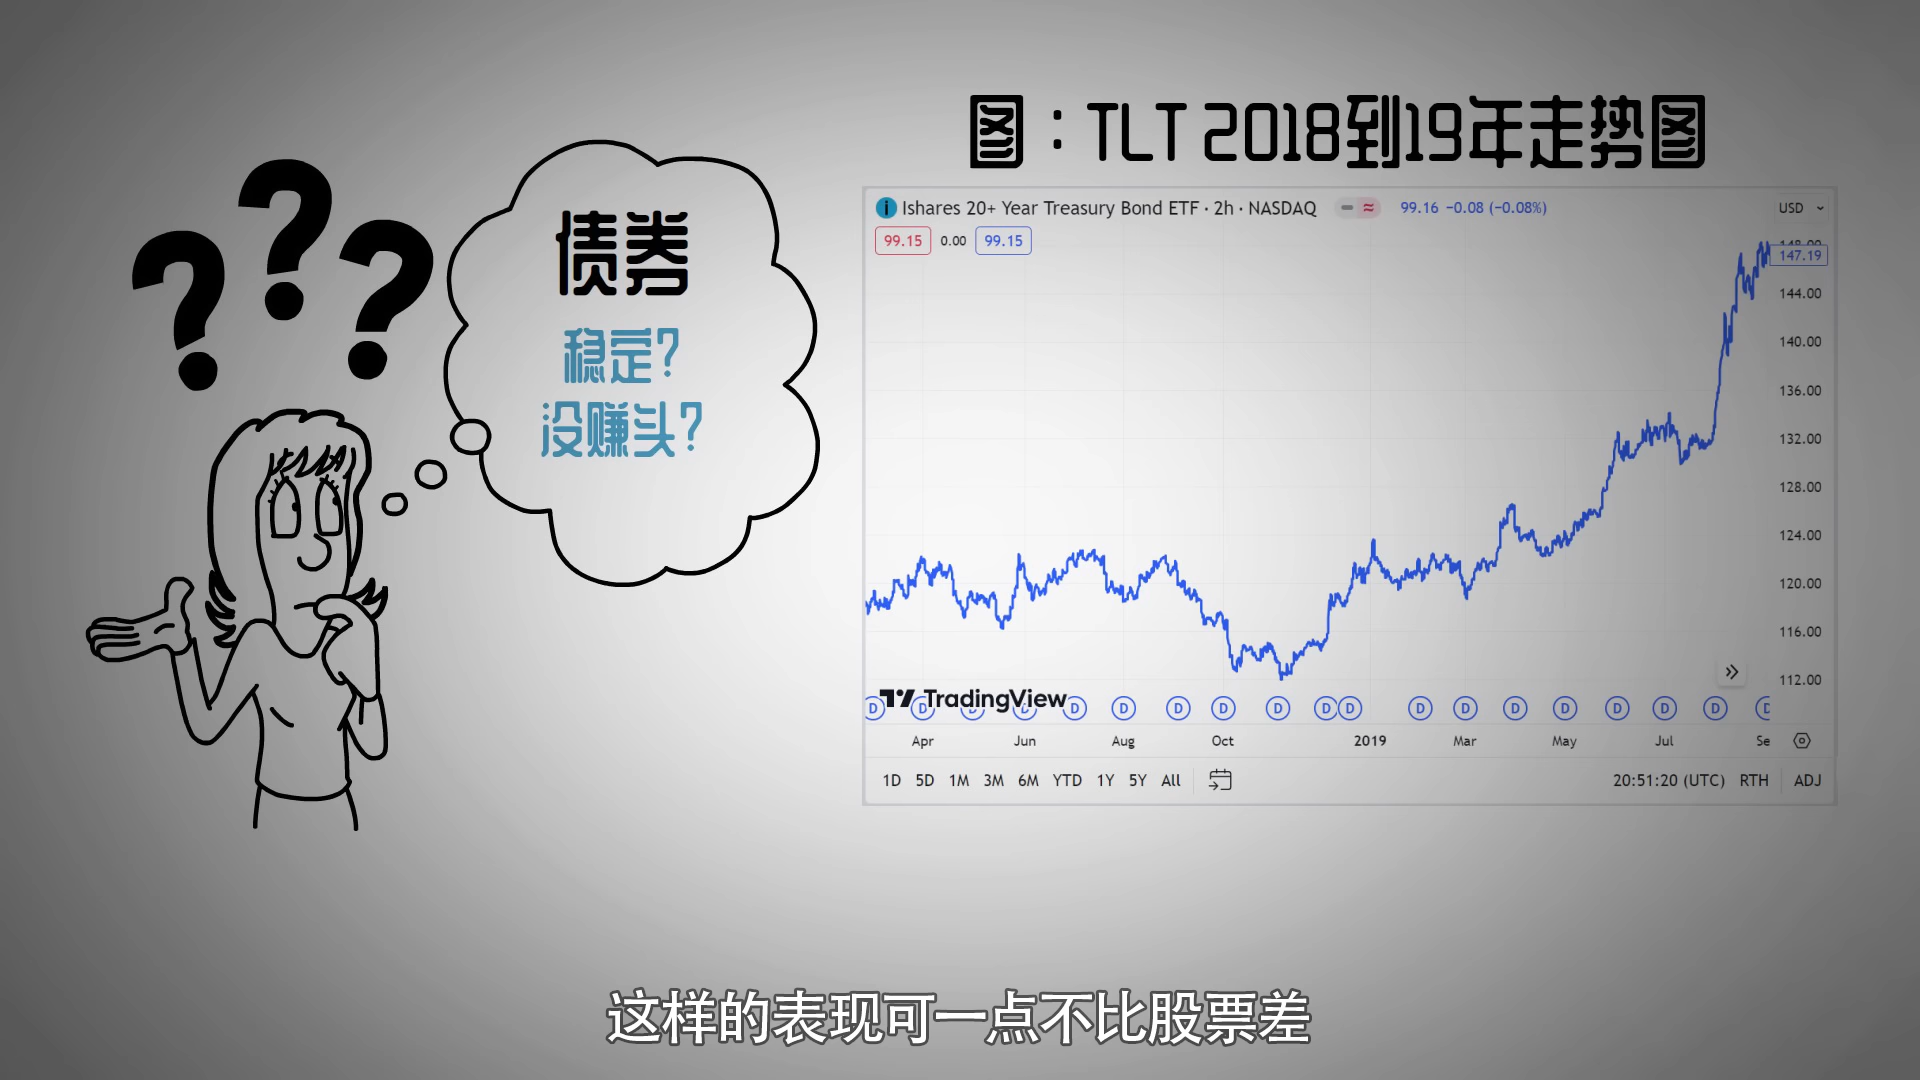 图：TLT 2018到19年走势图
债券
稳定？
没赚头？
???
Ishares 20+ Year Treasury Bond ETF · 2h · NASDAQ
99.16 −0.08 (−0.08%)
USD
99.15 0.00 99.15
148.00
147.19
144.00
140.00
136.00
132.00
128.00
124.00
120.00
116.00
112.00
TradingView
D D D D D D D D D D D D D D D D D D D
Apr Jun Aug Oct 2019 Mar May Jul Se
1D 5D 1M 3M 6M YTD 1Y 5Y All
20:51:20 (UTC) RTH ADJ
这样的表现可一点不比股票差